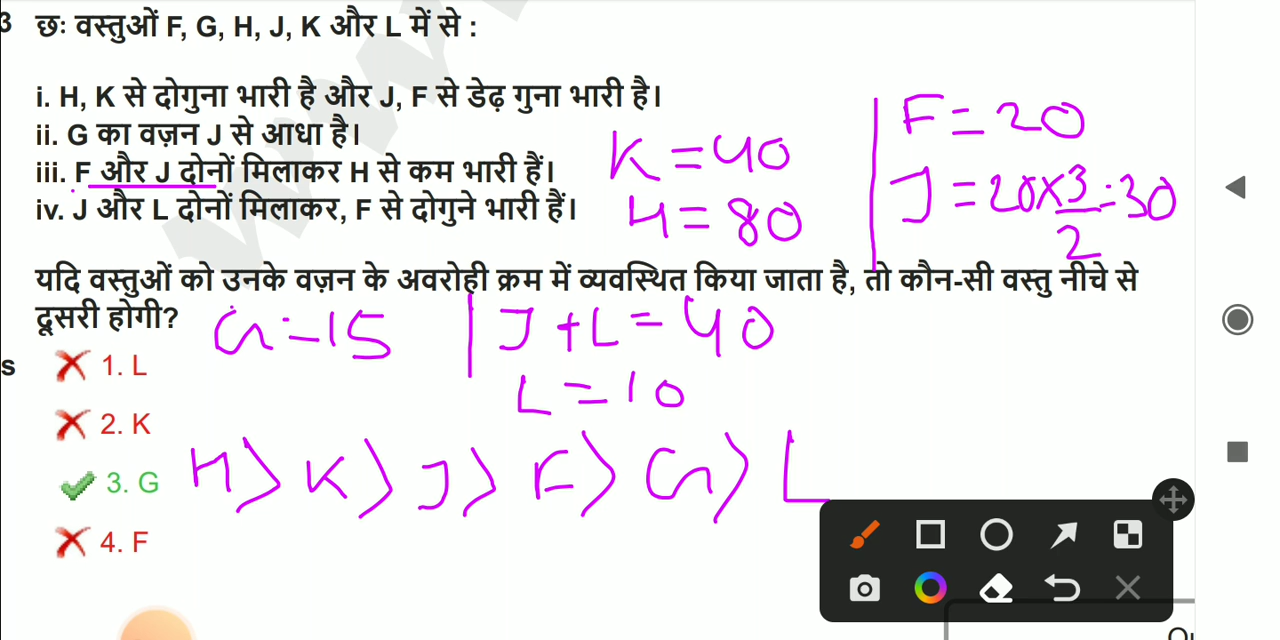 3 छः वस्तुओं F, G, H, J, K और L में से :
i. H, K से दोगुना भारी है और J, F से डेढ़ गुना भारी है।
ii. G का वज़न J से आधा है।
iii. F और J दोनों मिलाकर H से कम भारी हैं।
iv. J और L दोनों मिलाकर, F से दोगुने भारी हैं।
K = 40
H = 80
F = 20
J = 20 × 3/2 = 30
यदि वस्तुओं को उनके वज़न के अवरोही क्रम में व्यवस्थित किया जाता है, तो कौन-सी वस्तु नीचे से
दूसरी होगी?
G = 15
J + L = 40
L = 10
s
1. L
2. K
3. G
4. F
H > K > J > F > G > L